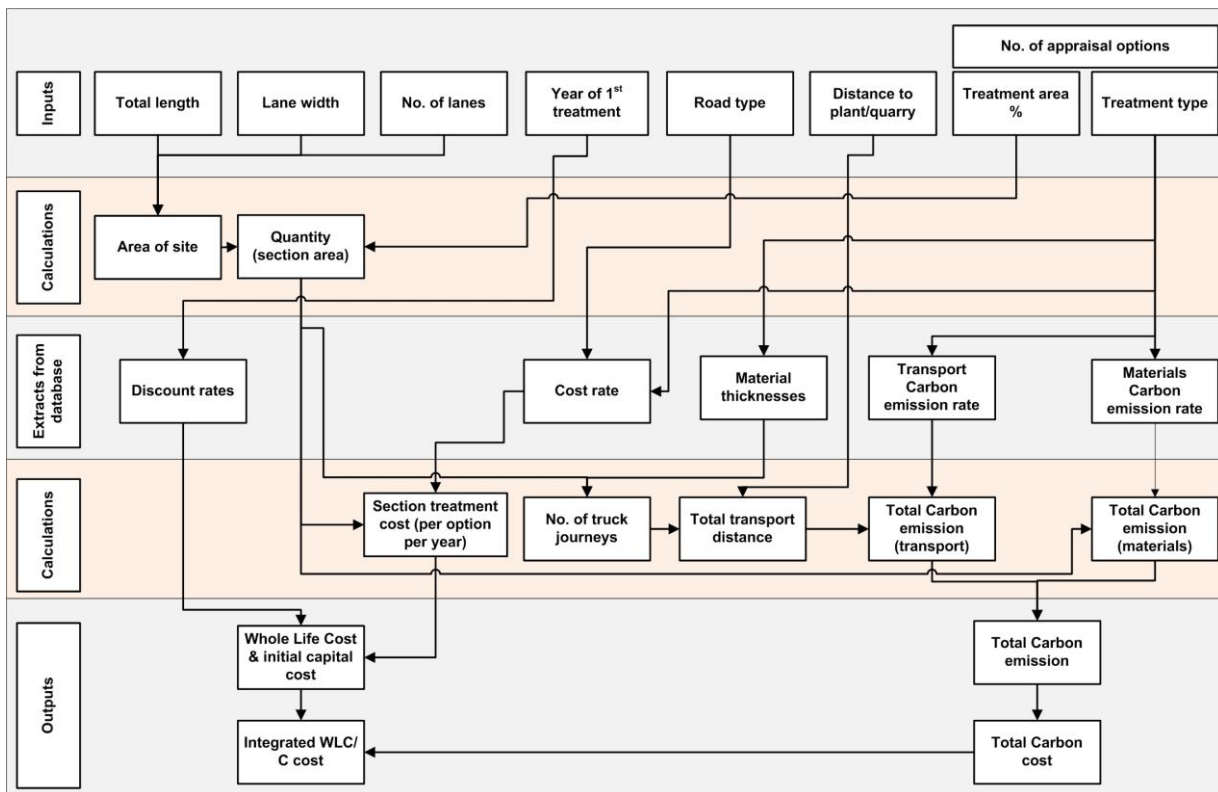 No. of appraisal options
Inputs
Total length
Lane width
No. of lanes
Year of 1st
treatment
Road type
Distance to
plant/quarry
Treatment area
%
Treatment type
Calculations
Area of site
Quantity
(section area)
Extracts from
database
Discount rates
Cost rate
Material
thicknesses
Transport
Carbon
emission rate
Materials
Carbon
emission rate
Calculations
Section treatment
cost (per option
per year)
No. of truck
journeys
Total transport
distance
Total Carbon
emission
(transport)
Total Carbon
emission
(materials)
Outputs
Whole Life Cost
& initial capital
cost
Total Carbon
emission
Integrated WLC/
C cost
Total Carbon
cost